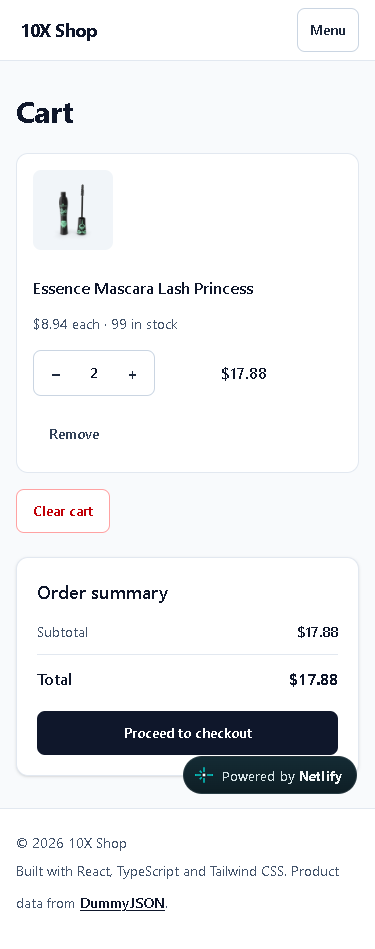 10X Shop
Menu
Cart
Essence Mascara Lash Princess
$8.94 each · 99 in stock
− 2 +
$17.88
Remove
Clear cart
Order summary
Subtotal $17.88
Total $17.88
Proceed to checkout
Powered by Netlify
© 2026 10X Shop
Built with React, TypeScript and Tailwind CSS. Product
data from DummyJSON.